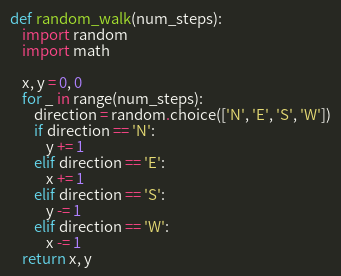 def random_walk(num_steps):
    import random
    import math

    x, y = 0, 0
    for _ in range(num_steps):
        direction = random.choice(['N', 'E', 'S', 'W'])
        if direction == 'N':
            y += 1
        elif direction == 'E':
            x += 1
        elif direction == 'S':
            y -= 1
        elif direction == 'W':
            x -= 1
    return x, y